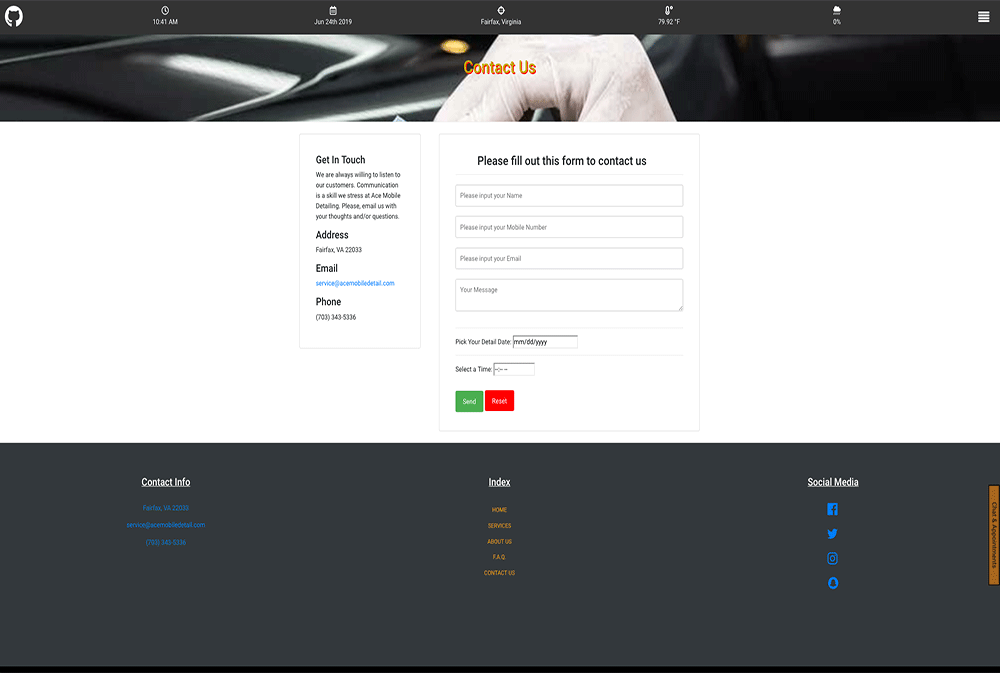 10:41 AM
Jun 24th 2019
Fairfax, Virginia
79.92 °F
0%
Contact Us
Get In Touch
We are always willing to listen to
our customers. Communication
is a skill we stress at Ace Mobile
Detailing. Please, email us with
your thoughts and/or questions.
Address
Fairfax, VA 22033
Email
service@acemobiledetail.com
Phone
(703) 343-5336
Please fill out this form to contact us
Please input your Name
Please input your Mobile Number
Please input your Email
Your Message
Pick Your Detail Date: mm/dd/yyyy
Select a Time: --:-- --
Send Reset
Contact Info
Fairfax, VA 22033
service@acemobiledetail.com
(703) 343-5336
Index
HOME
SERVICES
ABOUT US
F.A.Q.
CONTACT US
Social Media
Chat & Appointments